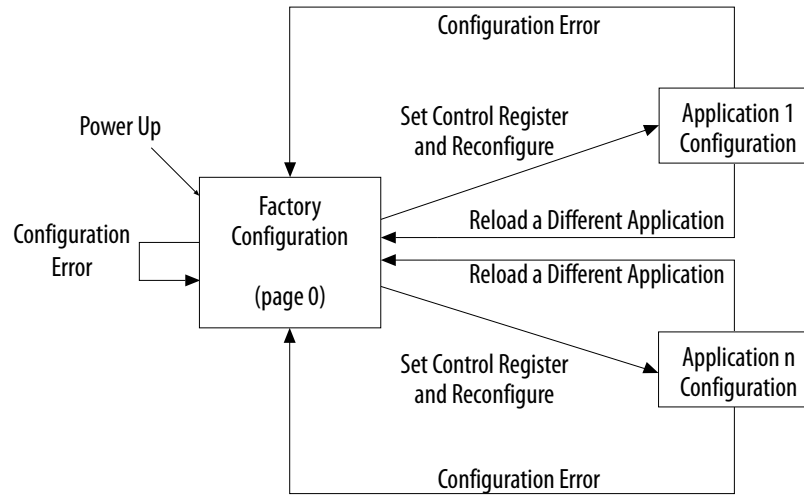 Configuration Error
Power Up
Set Control Register
and Reconfigure
Application 1
Configuration
Factory
Configuration
(page 0)
Configuration
Error
Reload a Different Application
Reload a Different Application
Set Control Register
and Reconfigure
Application n
Configuration
Configuration Error